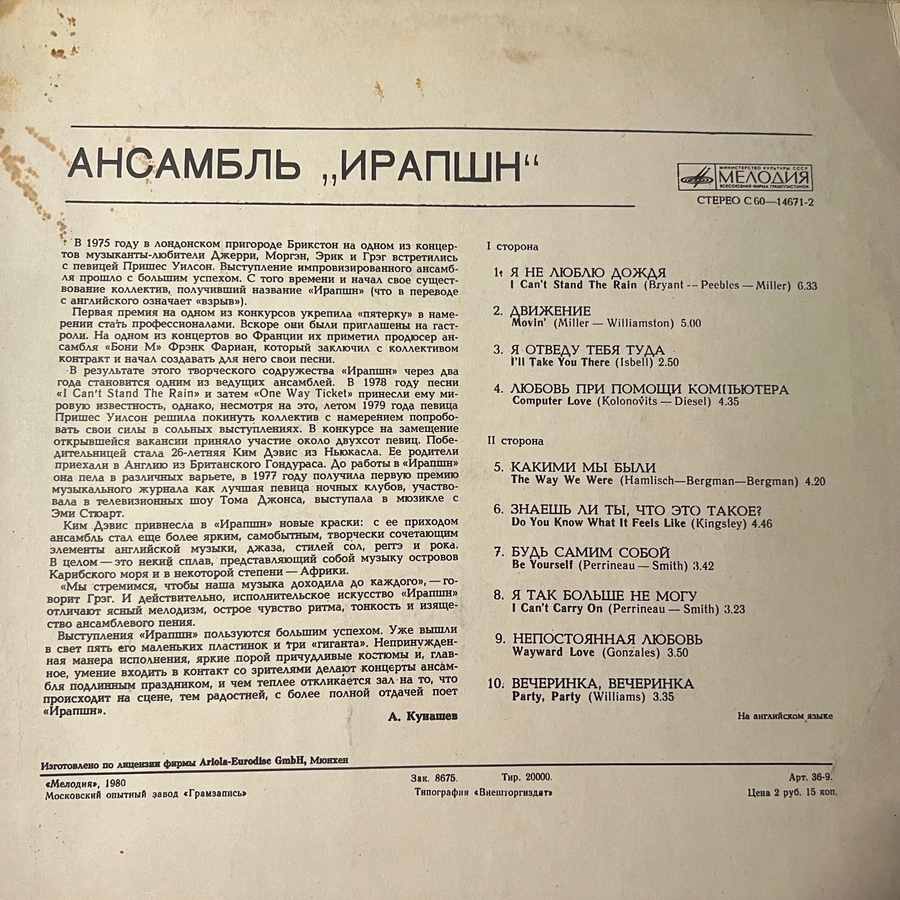 АНСАМБЛЬ „ИРАПШН“
МИНИСТЕРСТВО КУЛЬТУРЫ СССР
МЕЛОДИЯ
ВСЕСОЮЗНАЯ ФИРМА ГРАМПЛАСТИНОК
СТЕРЕО С 60—14671-2
В 1975 году в лондонском пригороде Брикстон на одном из концер-
тов музыканты-любители Джерри, Моргэн, Эрик и Грэг встретились
с певицей Пришес Уилсон. Выступление импровизированного ансамб-
ля прошло с большим успехом. С того времени и начал свое сущест-
вование коллектив, получивший название «Ирапшн» (что в переводе
с английского означает «взрыв»).
Первая премия на одном из конкурсов укрепила «пятерку» в наме-
рении стать профессионалами. Вскоре они были приглашены на гаст-
роли. На одном из концертов во Франции их приметил продюсер ан-
самбля «Бони М» Фрэнк Фариан, который заключил с коллективом
контракт и начал создавать для него свои песни.
В результате этого творческого содружества «Ирапшн» через два
года становится одним из ведущих ансамблей. В 1978 году песни
«I Can't Stand The Rain» и затем «One Way Ticket» принесли ему ми-
ровую известность, однако, несмотря на это, летом 1979 года певица
Пришес Уилсон решила покинуть коллектив с намерением попробо-
вать свои силы в сольных выступлениях. В конкурсе на замещение
открывшейся вакансии приняло участие около двухсот певиц. Побе-
дительницей стала 26-летняя Ким Дэвис из Ньюкасла. Ее родители
приехали в Англию из Британского Гондураса. До работы в «Ирапшн»
она пела в различных варьете, в 1977 году получила первую премию
музыкального журнала как лучшая певица ночных клубов, участво-
вала в телевизионных шоу Тома Джонса, выступала в мюзикле с
Эми Стюарт.
Ким Дэвис привнесла в «Ирапшн» новые краски: с ее приходом
ансамбль стал еще более ярким, самобытным, творчески сочетающим
элементы английской музыки, джаза, стилей сол, реггэ и рока.
В целом — это некий сплав, представляющий собой музыку островов
Карибского моря и в некоторой степени — Африки.
«Мы стремимся, чтобы наша музыка доходила до каждого», — го-
ворит Грэг. И действительно, исполнительское искусство «Ирапшн»
отличают ясный мелодизм, острое чувство ритма, тонкость и изяще-
ство ансамблевого пения.
Выступления «Ирапшн» пользуются большим успехом. Уже вышли
в свет пять его маленьких пластинок и три «гиганта». Непринужден-
ная манера исполнения, яркие порой причудливые костюмы и, глав-
ное, умение входить в контакт со зрителями делают концерты ансам-
бля подлинным праздником, и чем теплее откликается зал на то, что
происходит на сцене, тем радостней, с более полной отдачей поет
«Ирапшн».
А. Кувашев
I сторона
1. Я НЕ ЛЮБЛЮ ДОЖДЯ
I Can't Stand The Rain (Bryant -- Peebles — Miller) 6.33
2. ДВИЖЕНИЕ
Movin' (Miller — Williamston) 5.00
3. Я ОТВЕДУ ТЕБЯ ТУДА
I'll Take You There (Isbell) 2.50
4. ЛЮБОВЬ ПРИ ПОМОЩИ КОМПЬЮТЕРА
Computer Love (Kolonovits — Diesel) 4.35
II сторона
5. КАКИМИ МЫ БЫЛИ
The Way We Were (Hamlisch—Bergman—Bergman) 4.20
6. ЗНАЕШЬ ЛИ ТЫ, ЧТО ЭТО ТАКОЕ?
Do You Know What It Feels Like (Kingsley) 4.46
7. БУДЬ САМИМ СОБОЙ
Be Yourself (Perrineau — Smith) 3.42
8. Я ТАК БОЛЬШЕ НЕ МОГУ
I Can't Carry On (Perrineau — Smith) 3.23
9. НЕПОСТОЯННАЯ ЛЮБОВЬ
Wayward Love (Gonzales) 3.50
10. ВЕЧЕРИНКА, ВЕЧЕРИНКА
Party, Party (Williams) 3.35
На английском языке
Изготовлено по лицензии фирмы Ariola-Eurodisc GmbH, Мюнхен
«Мелодия», 1980
Зак. 8675. Тир. 20000.
Арт. 36-9.
Московский опытный завод «Грамзапись»
Типография «Внешторгиздат»
Цена 2 руб. 15 коп.